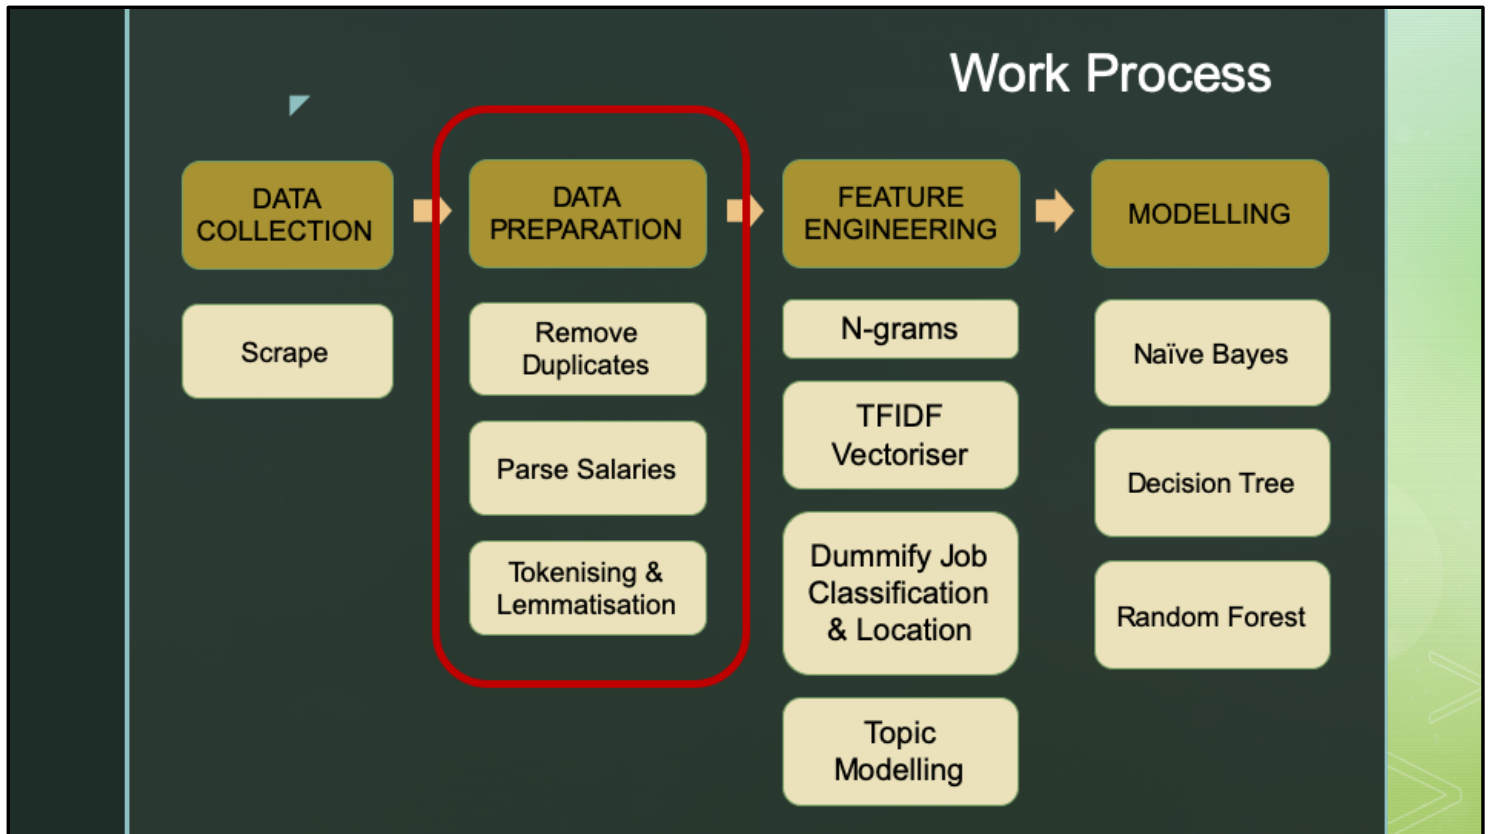 Work Process
DATA
COLLECTION
Scrape
DATA
PREPARATION
Remove
Duplicates
Parse Salaries
Tokenising &
Lemmatisation
FEATURE
ENGINEERING
N-grams
TFIDF
Vectoriser
Dummify Job
Classification
& Location
Topic
Modelling
MODELLING
Naïve Bayes
Decision Tree
Random Forest